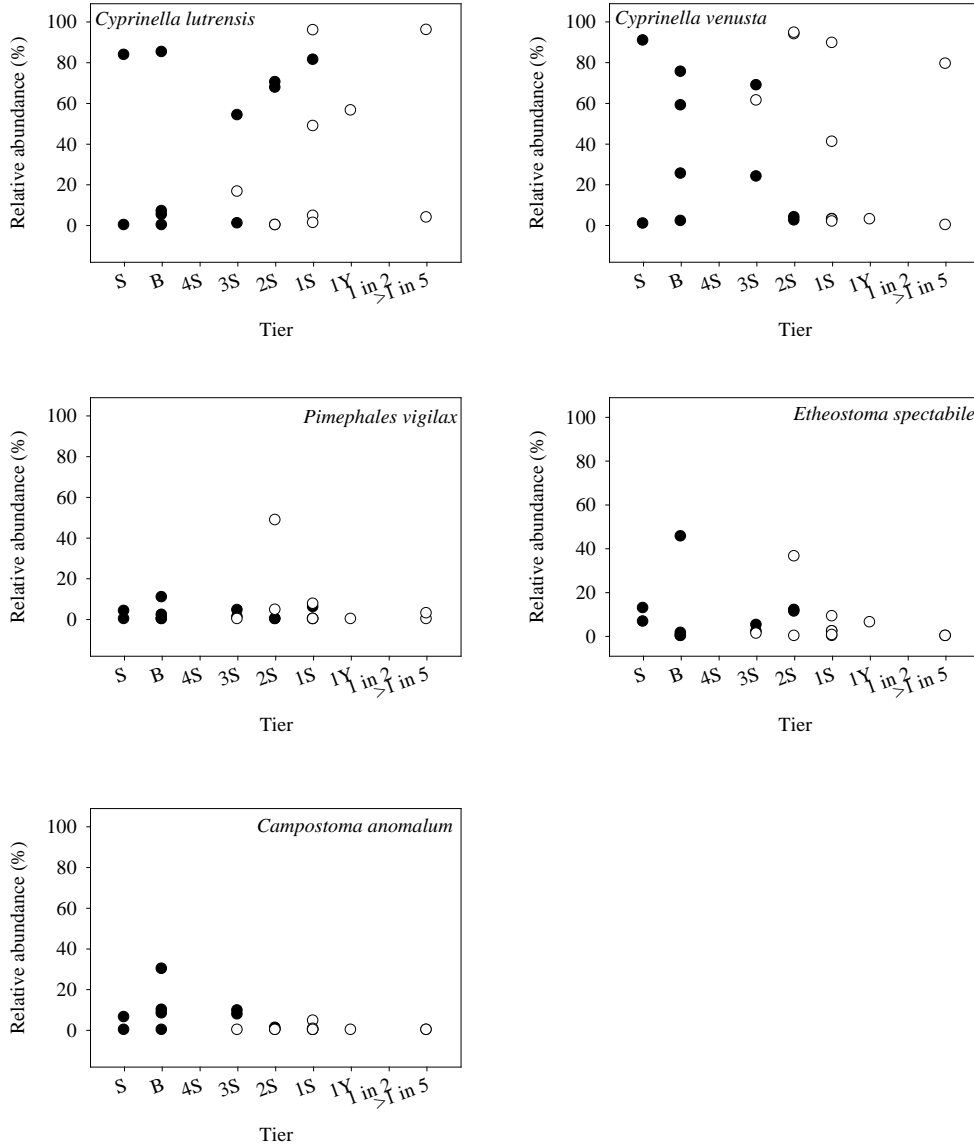 Cyprinella lutrensis
100
80
60
40
20
0
Relative abundance (%)
S B 4S 3S 2S 1S 1Y 1 in 2 >1 in 5
Tier
Cyprinella venusta
100
80
60
40
20
0
Relative abundance (%)
S B 4S 3S 2S 1S 1Y 1 in 2 >1 in 5
Tier
Pimephales vigilax
100
80
60
40
20
0
Relative abundance (%)
S B 4S 3S 2S 1S 1Y 1 in 2 >1 in 5
Tier
Etheostoma spectabile
100
80
60
40
20
0
Relative abundance (%)
S B 4S 3S 2S 1S 1Y 1 in 2 >1 in 5
Tier
Campostoma anomalum
100
80
60
40
20
0
Relative abundance (%)
S B 4S 3S 2S 1S 1Y 1 in 2 >1 in 5
Tier